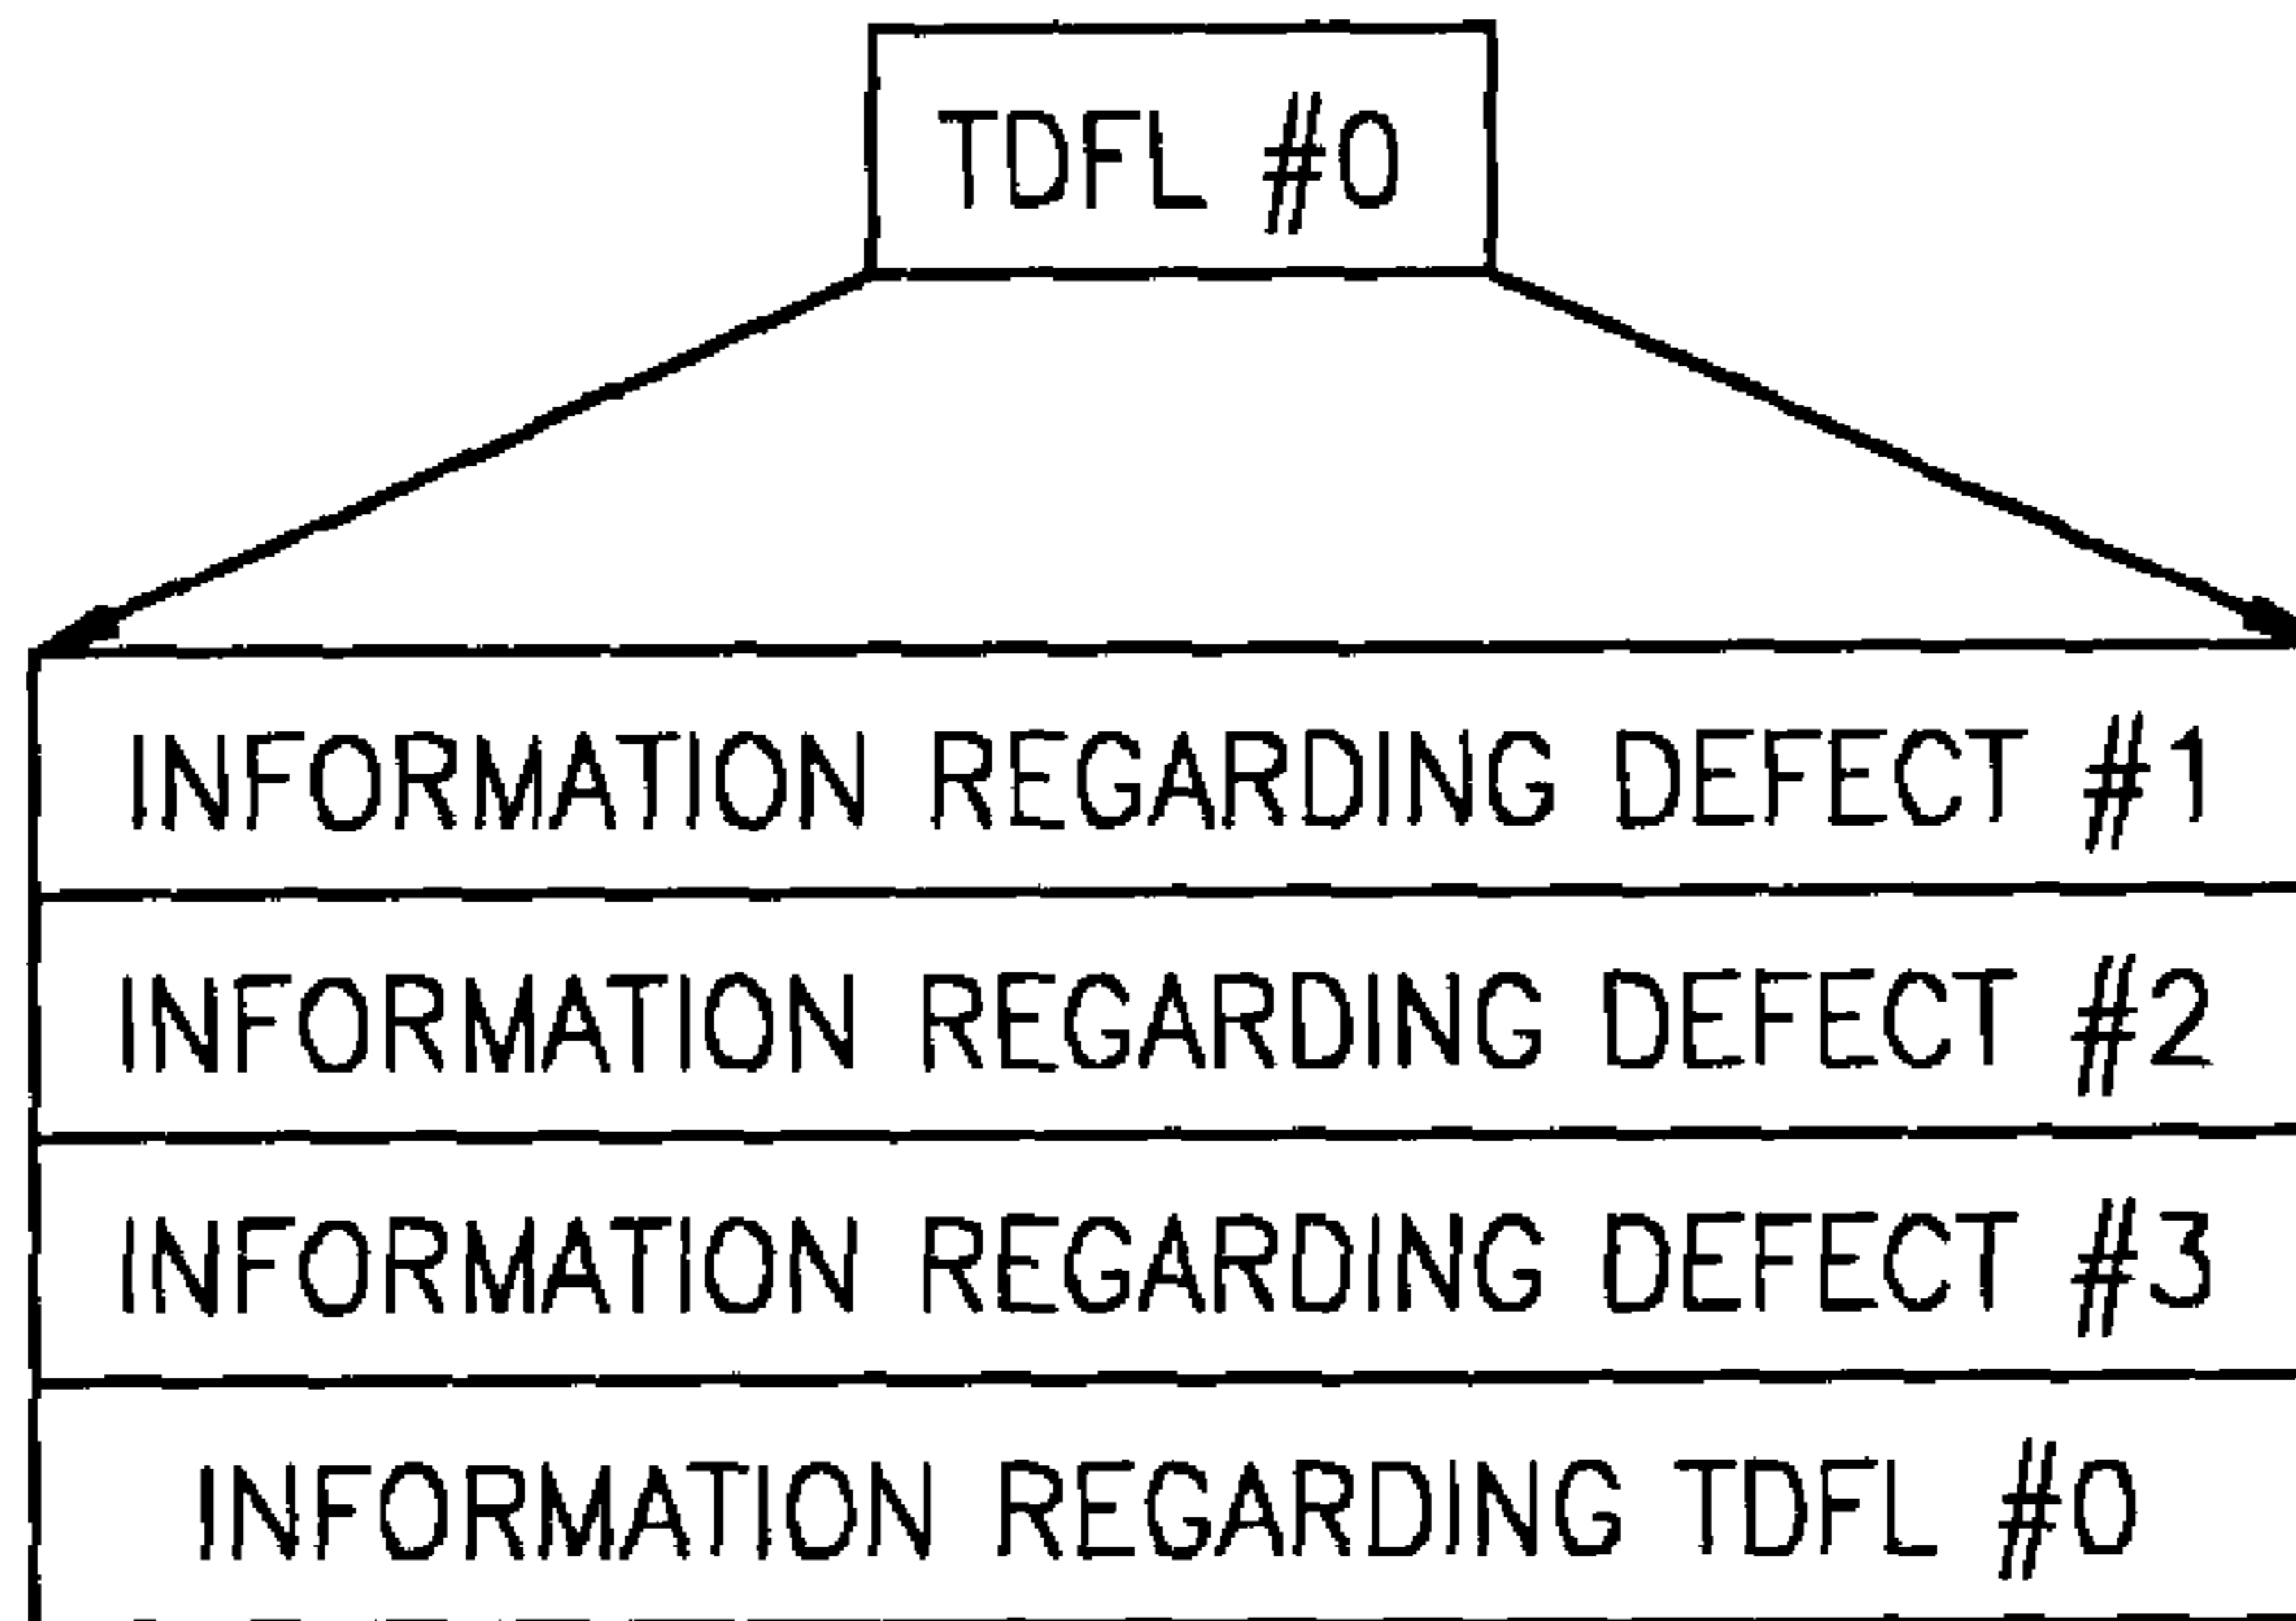 TDFL #0
INFORMATION REGARDING DEFECT #1
INFORMATION REGARDING DEFECT #2
INFORMATION REGARDING DEFECT #3
INFORMATION REGARDING TDFL #0